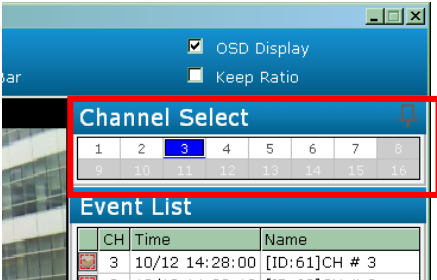 OSD Display
Bar
Keep Ratio
Channel Select
1 2 3 4 5 6 7 8
9 10 11 12 13 14 15 16
Event List
CH Time Name
3 10/12 14:28:00 [ID:61]CH # 3